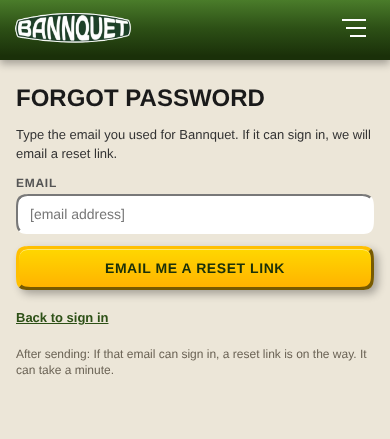 BANNQUET
FORGOT PASSWORD
Type the email you used for Bannquet. If it can sign in, we will
email a reset link.
EMAIL
[email address]
EMAIL ME A RESET LINK
Back to sign in
After sending: If that email can sign in, a reset link is on the way. It
can take a minute.